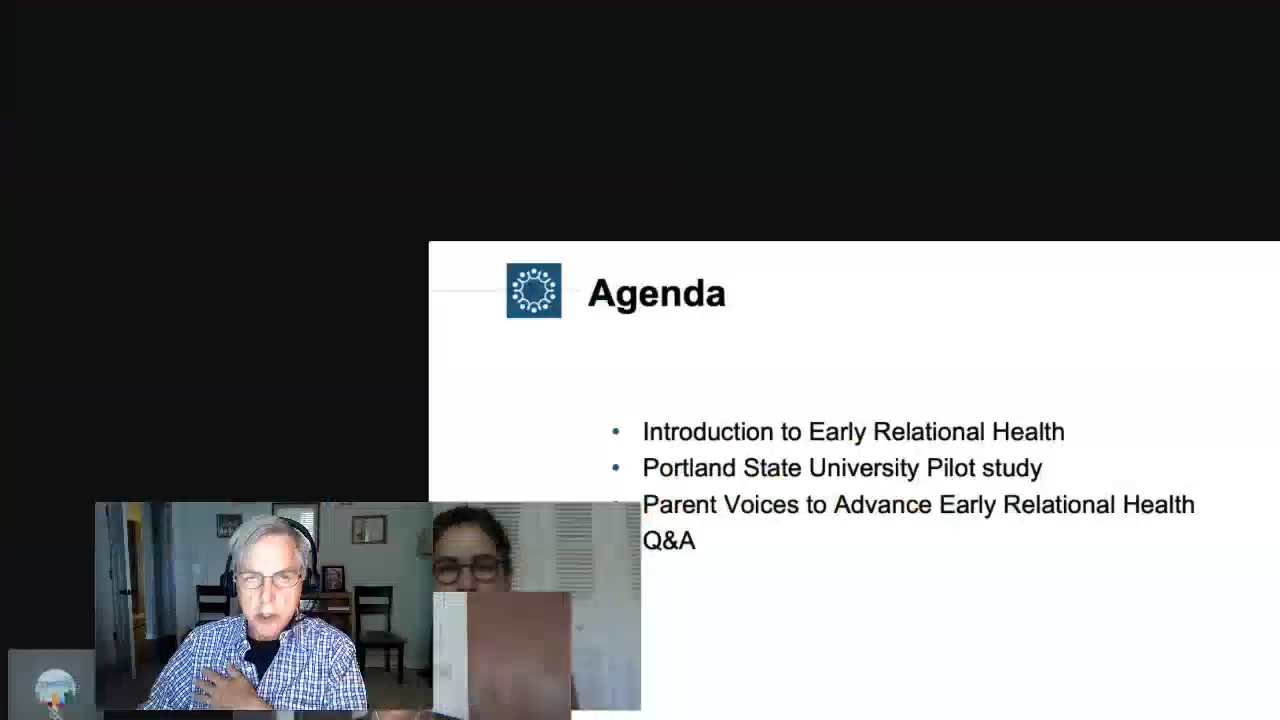 Agenda
• Introduction to Early Relational Health
• Portland State University Pilot study
Parent Voices to Advance Early Relational Health
Q&A